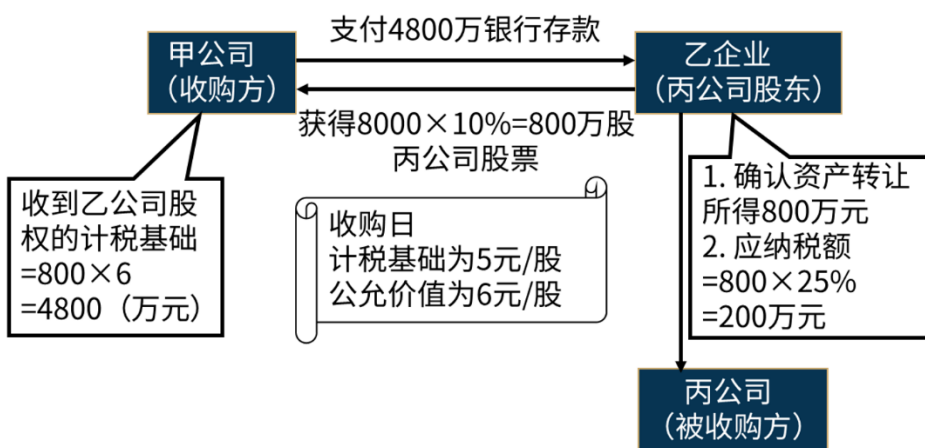 支付4800万银行存款
甲公司
（收购方）
乙企业
（丙公司股东）
获得8000×10%=800万股
丙公司股票
收到乙公司股
权的计税基础
=800×6
=4800（万元）
收购日
计税基础为5元/股
公允价值为6元/股
1. 确认资产转让
所得800万元
2. 应纳税额
=800×25%
=200万元
丙公司
（被收购方）